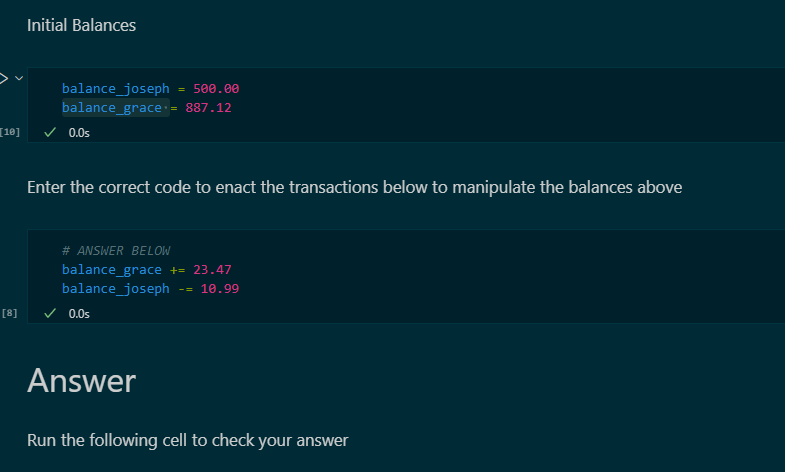 Initial Balances
balance_joseph = 500.00
balance_grace = 887.12
[10]
0.0s
Enter the correct code to enact the transactions below to manipulate the balances above
# ANSWER BELOW
balance_grace += 23.47
balance_joseph -= 10.99
[8]
0.0s
Answer
Run the following cell to check your answer